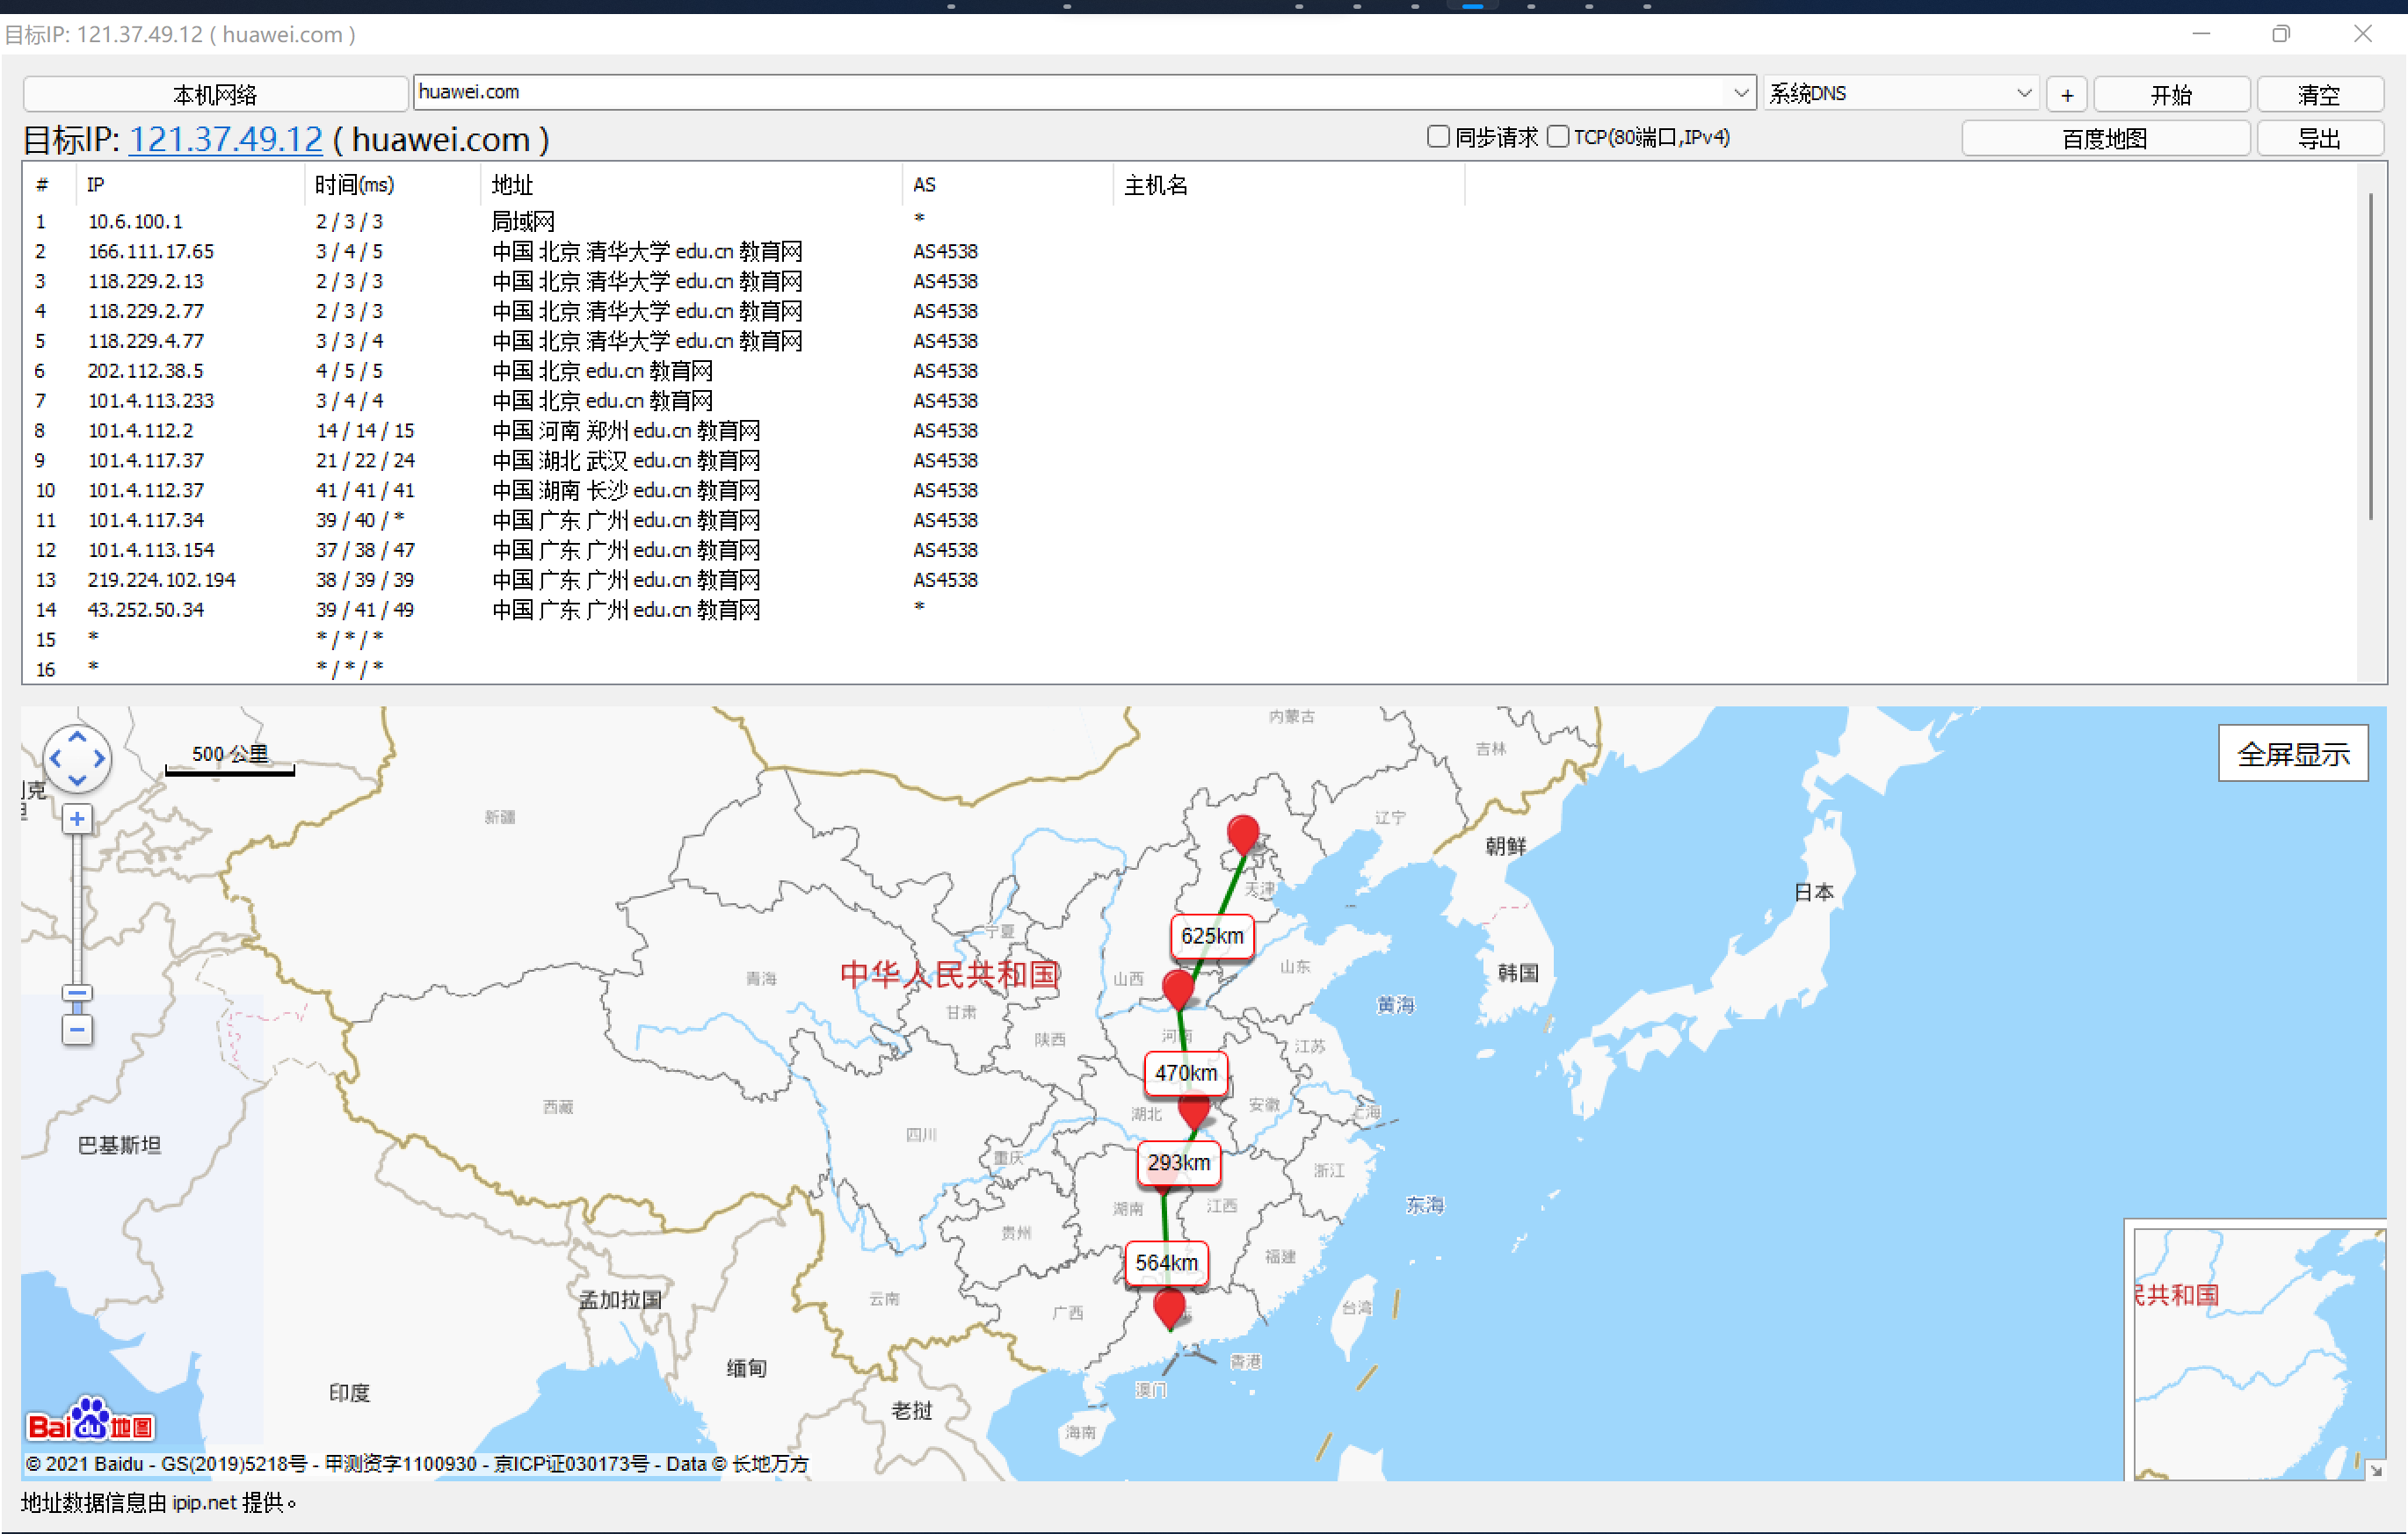 目标IP: 121.37.49.12 ( huawei.com )
本机网络
huawei.com
系统DNS
+
开始
清空
目标IP: 121.37.49.12 ( huawei.com )
同步请求
TCP(80端口,IPv4)
百度地图
导出
# IP 时间(ms) 地址 AS 主机名
1 10.6.100.1 2 / 3 / 3 局域网 *
2 166.111.17.65 3 / 4 / 5 中国 北京 清华大学 edu.cn 教育网 AS4538
3 118.229.2.13 2 / 3 / 3 中国 北京 清华大学 edu.cn 教育网 AS4538
4 118.229.2.77 2 / 3 / 3 中国 北京 清华大学 edu.cn 教育网 AS4538
5 118.229.4.77 3 / 3 / 4 中国 北京 清华大学 edu.cn 教育网 AS4538
6 202.112.38.5 4 / 5 / 5 中国 北京 edu.cn 教育网 AS4538
7 101.4.113.233 3 / 4 / 4 中国 北京 edu.cn 教育网 AS4538
8 101.4.112.2 14 / 14 / 15 中国 河南 郑州 edu.cn 教育网 AS4538
9 101.4.117.37 21 / 22 / 24 中国 湖北 武汉 edu.cn 教育网 AS4538
10 101.4.112.37 41 / 41 / 41 中国 湖南 长沙 edu.cn 教育网 AS4538
11 101.4.117.34 39 / 40 / * 中国 广东 广州 edu.cn 教育网 AS4538
12 101.4.113.154 37 / 38 / 47 中国 广东 广州 edu.cn 教育网 AS4538
13 219.224.102.194 38 / 39 / 39 中国 广东 广州 edu.cn 教育网 AS4538
14 43.252.50.34 39 / 41 / 49 中国 广东 广州 edu.cn 教育网 *
15 * * / * / *
16 * * / * / *
500 公里
全屏显示
内蒙古
吉林
新疆
辽宁
朝鲜
天津
日本
宁夏
625km
山东
韩国
青海
中华人民共和国
山西
黄海
甘肃
陕西
河南
江苏
470km
西藏
湖北
安徽
上海
四川
巴基斯坦
重庆
293km
浙江
湖南
江西
东海
贵州
564km
福建
民共和国
孟加拉国
云南
广西
台湾
缅甸
香港
印度
澳门
老挝
海南
Bai du 地图
© 2021 Baidu - GS(2019)5218号 - 甲测资字1100930 - 京ICP证030173号 - Data © 长地万方
地址数据信息由 ipip.net 提供。